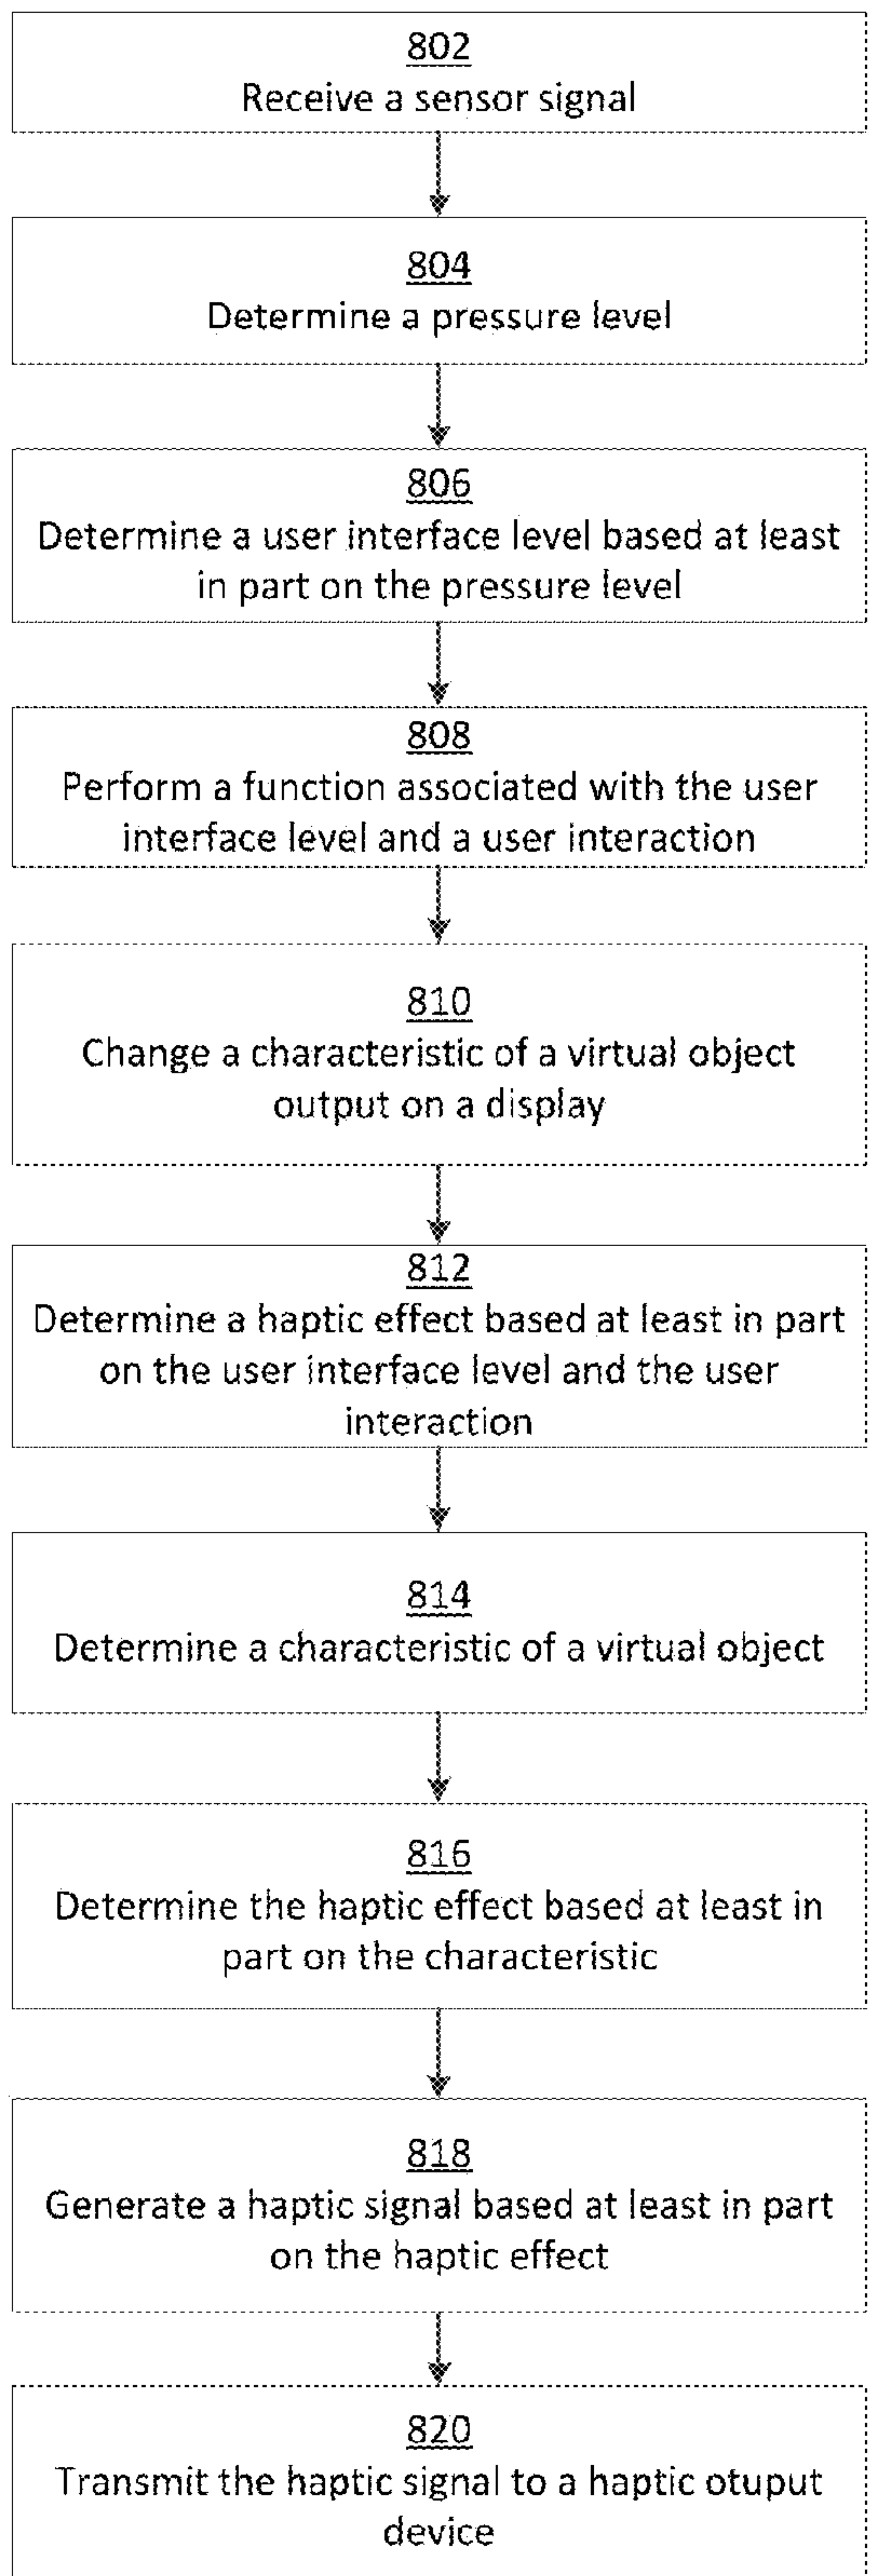 802
Receive a sensor signal
804
Determine a pressure level
806
Determine a user interface level based at least
in part on the pressure level
808
Perform a function associated with the user
interface level and a user interaction
810
Change a characteristic of a virtual object
output on a display
812
Determine a haptic effect based at least in part
on the user interface level and the user
interaction
814
Determine a characteristic of a virtual object
816
Determine the haptic effect based at least in
part on the characteristic
818
Generate a haptic signal based at least in part
on the haptic effect
820
Transmit the haptic signal to a haptic otuput
device